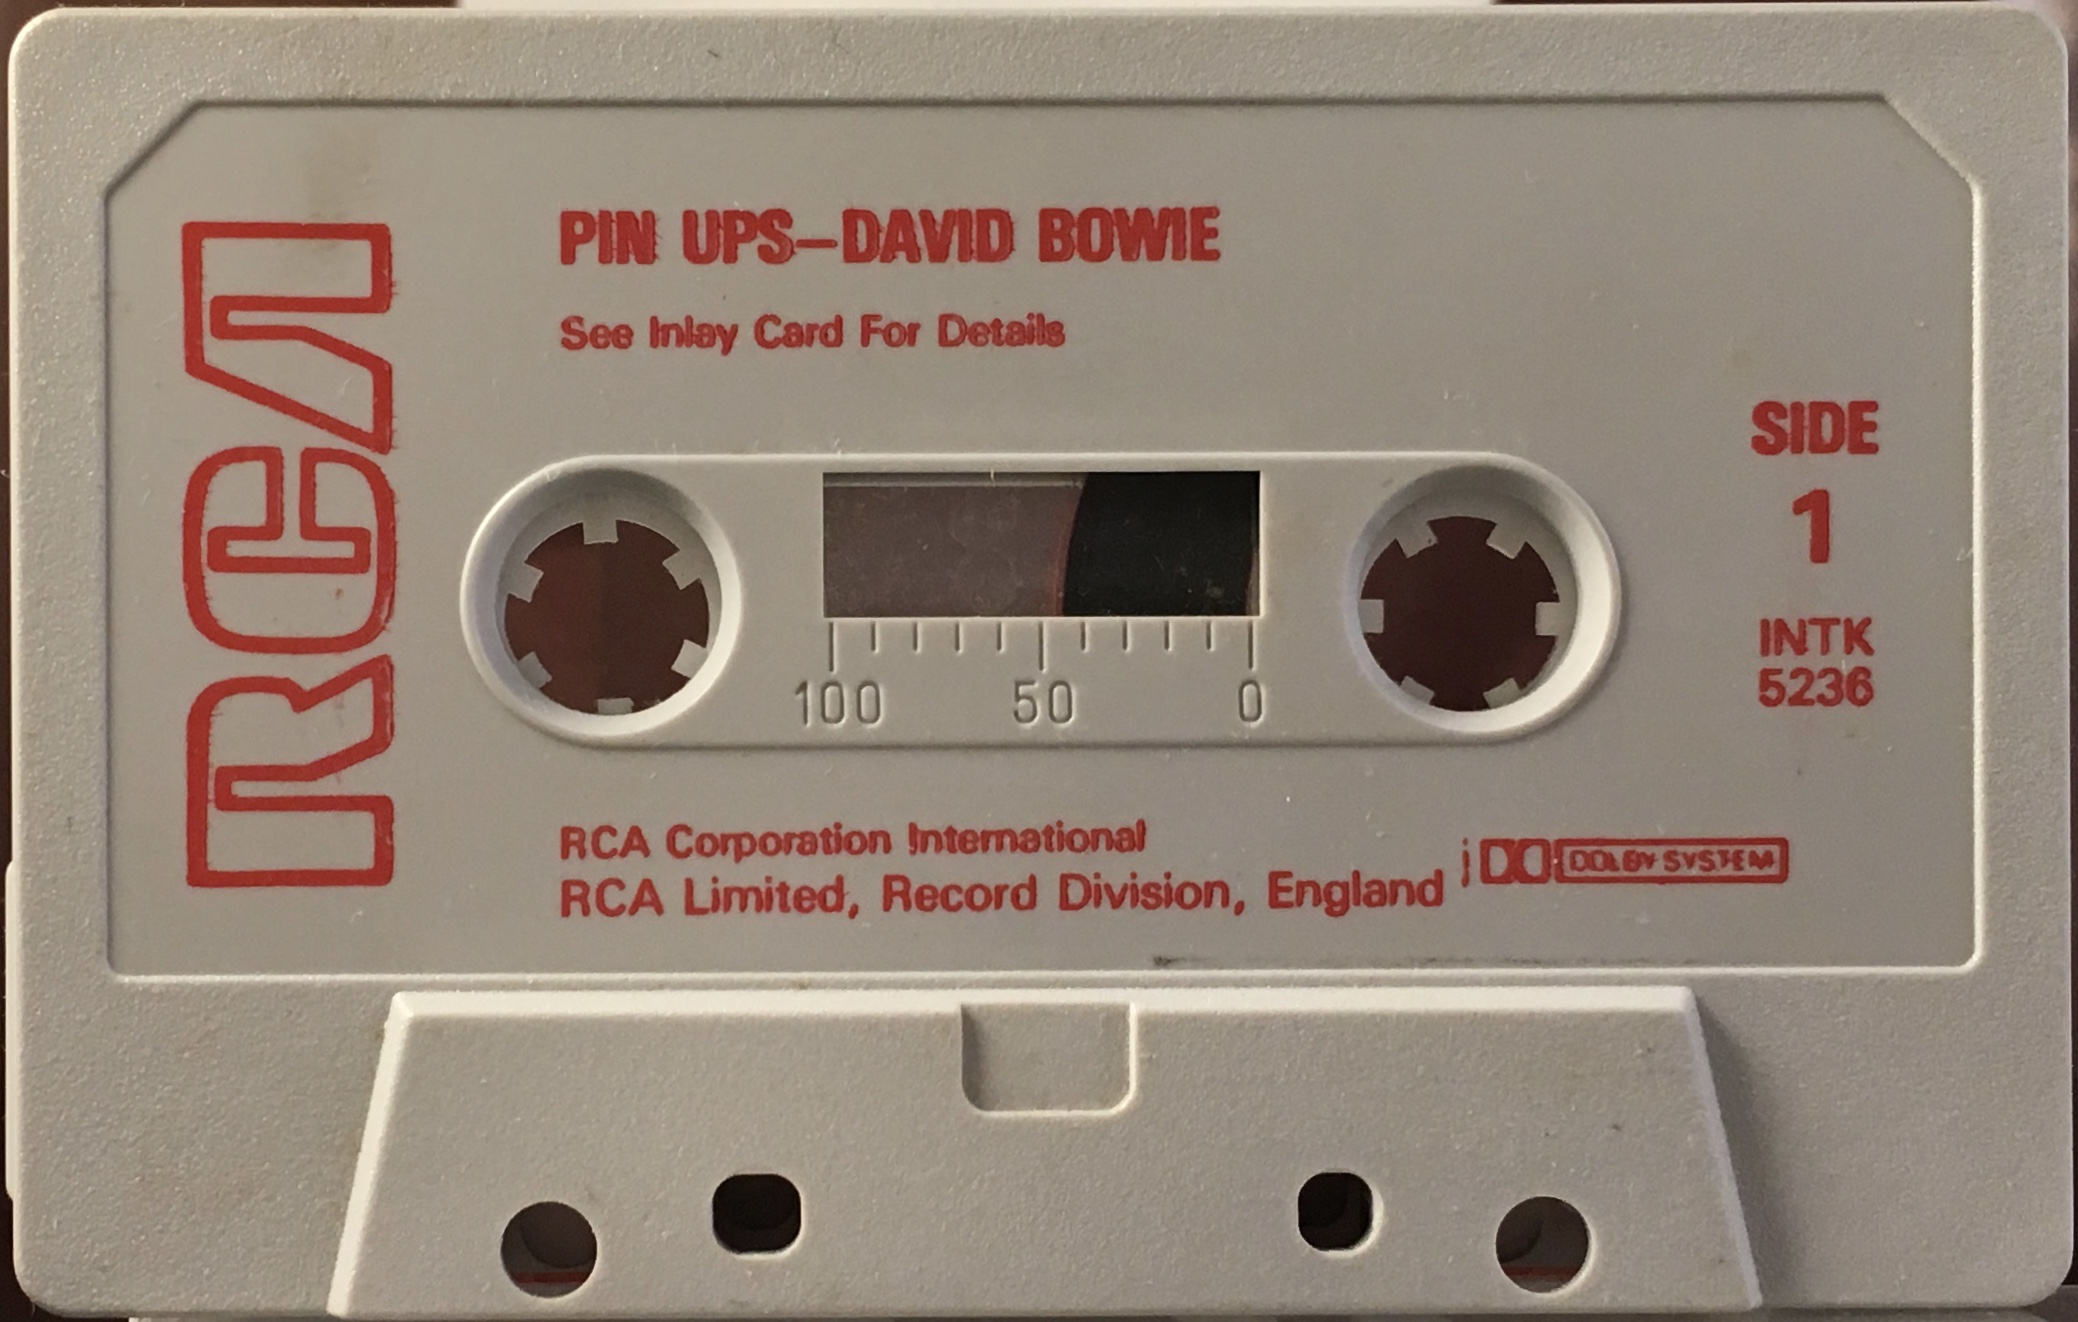 RCA
PIN UPS–DAVID BOWIE
See Inlay Card For Details
SIDE
1
INTK
5236
100 50 0
RCA Corporation International
RCA Limited, Record Division, England
DOLBY SYSTEM